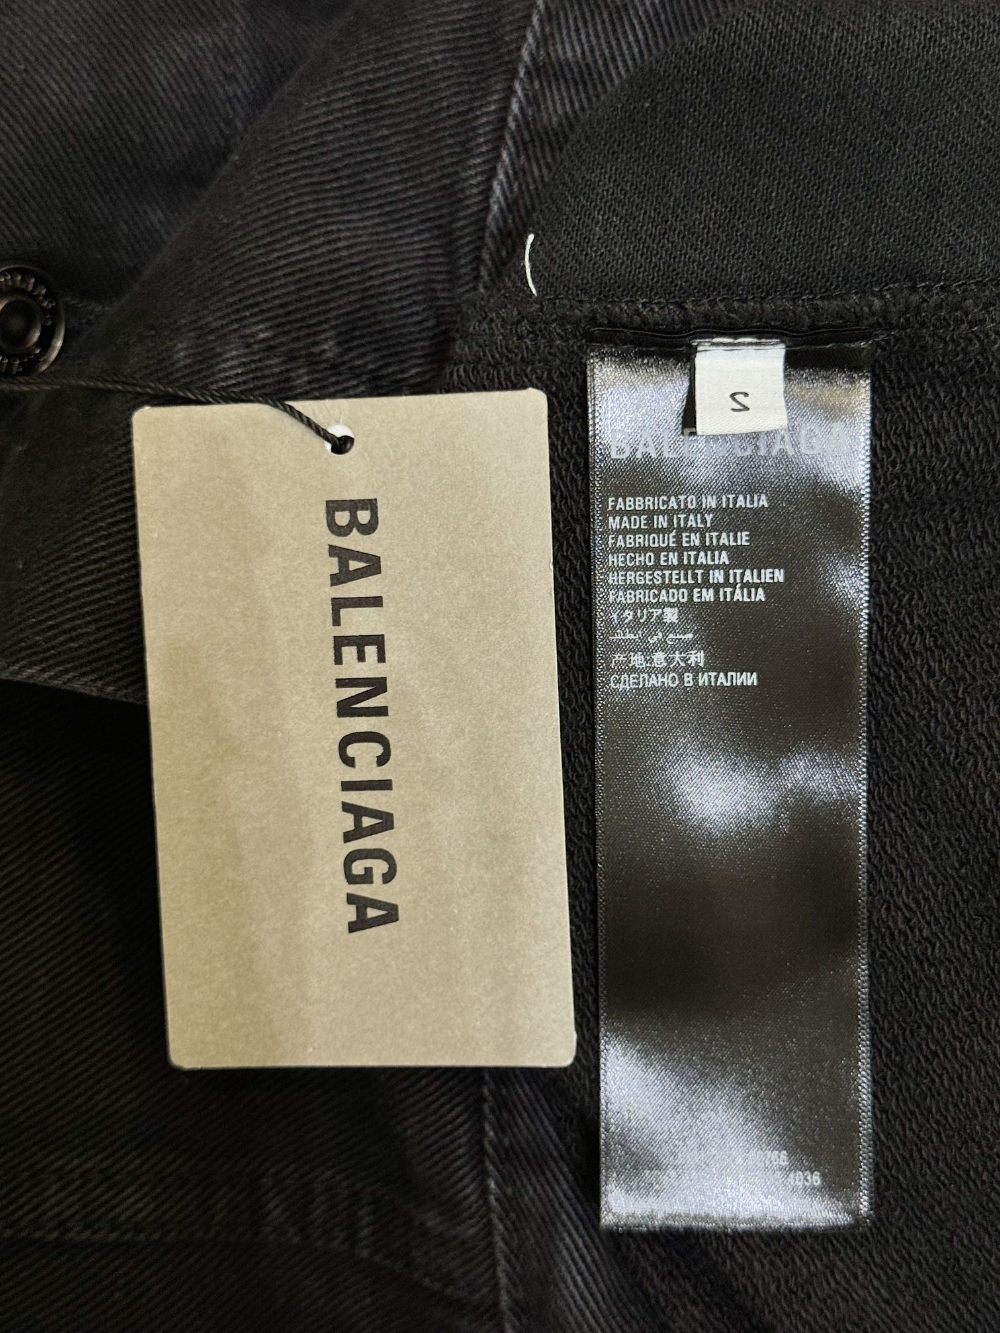 BALENCIAGA
2
BALENCIAGA
FABBRICATO IN ITALIA
MADE IN ITALY
FABRIQUÉ EN ITALIE
HECHO EN ITALIA
HERGESTELLT IN ITALIEN
FABRICADO EM ITÁLIA
イタリア製
产地:意大利
СДЕЛАНО В ИТАЛИИ